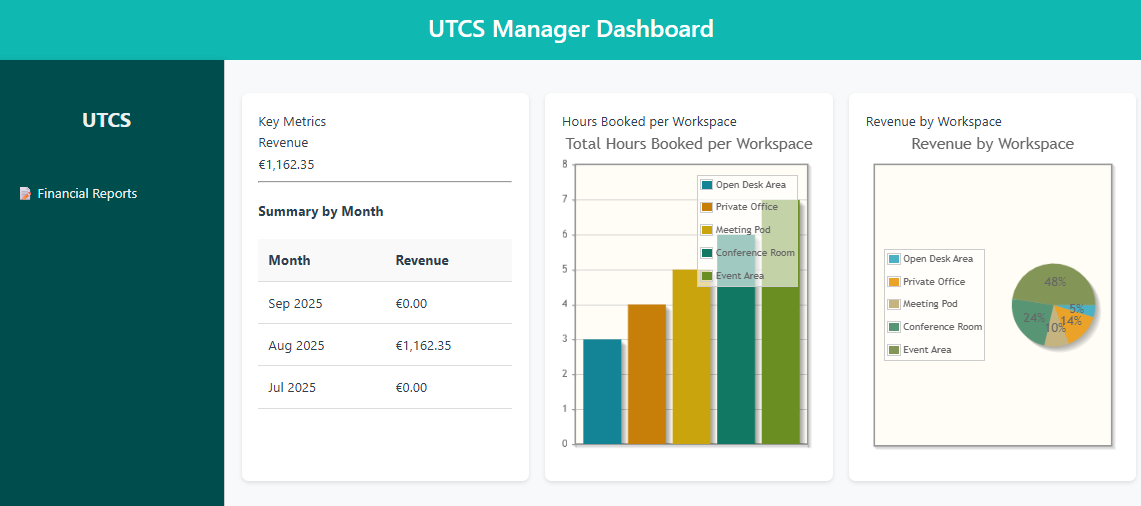 UTCS Manager Dashboard
UTCS
Financial Reports
Key Metrics
Revenue
€1,162.35
Summary by Month
Month Revenue
Sep 2025 €0.00
Aug 2025 €1,162.35
Jul 2025 €0.00
Hours Booked per Workspace
Total Hours Booked per Workspace
8
7
6
5
4
3
2
1
0
Open Desk Area
Private Office
Meeting Pod
Conference Room
Event Area
Revenue by Workspace
Revenue by Workspace
Open Desk Area
Private Office
Meeting Pod
Conference Room
Event Area
48%
5%
14%
24%
10%